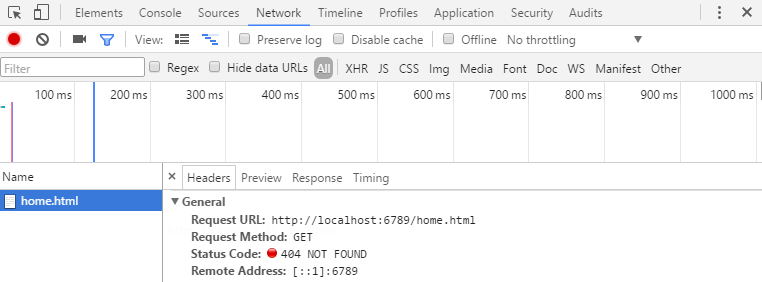 Elements Console Sources Network Timeline Profiles Application Security Audits
View: Preserve log Disable cache Offline No throttling
Filter Regex Hide data URLs All XHR JS CSS Img Media Font Doc WS Manifest Other
100 ms 200 ms 300 ms 400 ms 500 ms 600 ms 700 ms 800 ms 900 ms 1000 ms
Name Headers Preview Response Timing
home.html General
Request URL: http://localhost:6789/home.html
Request Method: GET
Status Code: 404 NOT FOUND
Remote Address: [::1]:6789